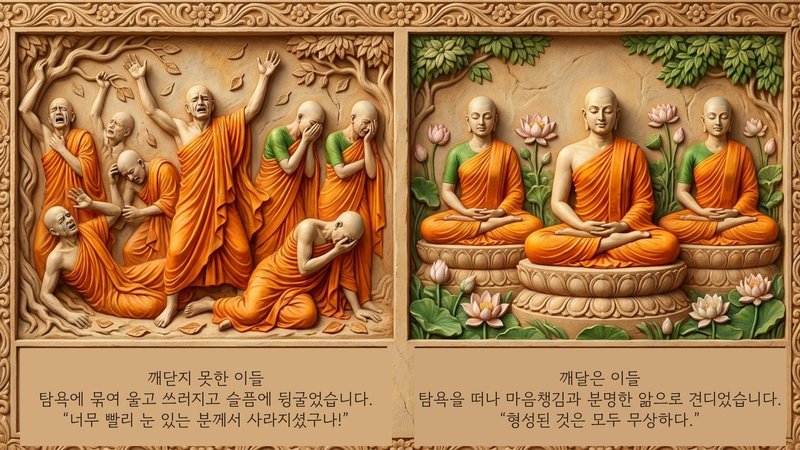 깨닫지 못한 이들
탐욕에 묶여 울고 쓰러지고 슬픔에 뒹굴었습니다.
“너무 빨리 눈 있는 분께서 사라지셨구나!”
깨달은 이들
탐욕을 떠나 마음챙김과 분명한 앎으로 견디었습니다.
“형성된 것은 모두 무상하다.”